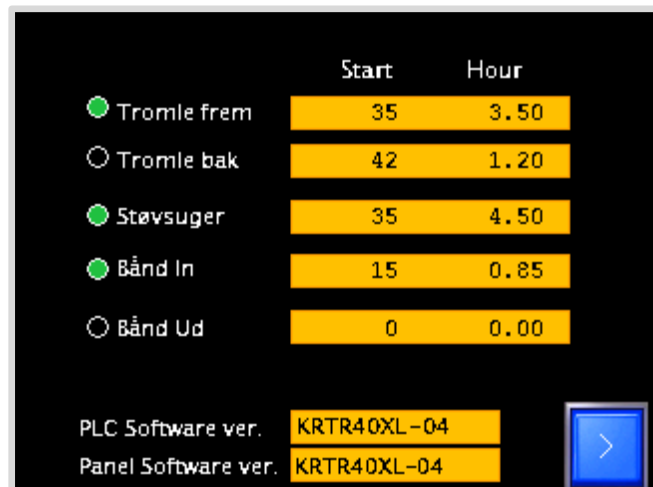 Start Hour
Tromle frem 35 3.50
Tromle bak 42 1.20
Støvsuger 35 4.50
Bånd In 15 0.85
Bånd Ud 0 0.00
PLC Software ver. KRTR40XL-04
Panel Software ver. KRTR40XL-04
>